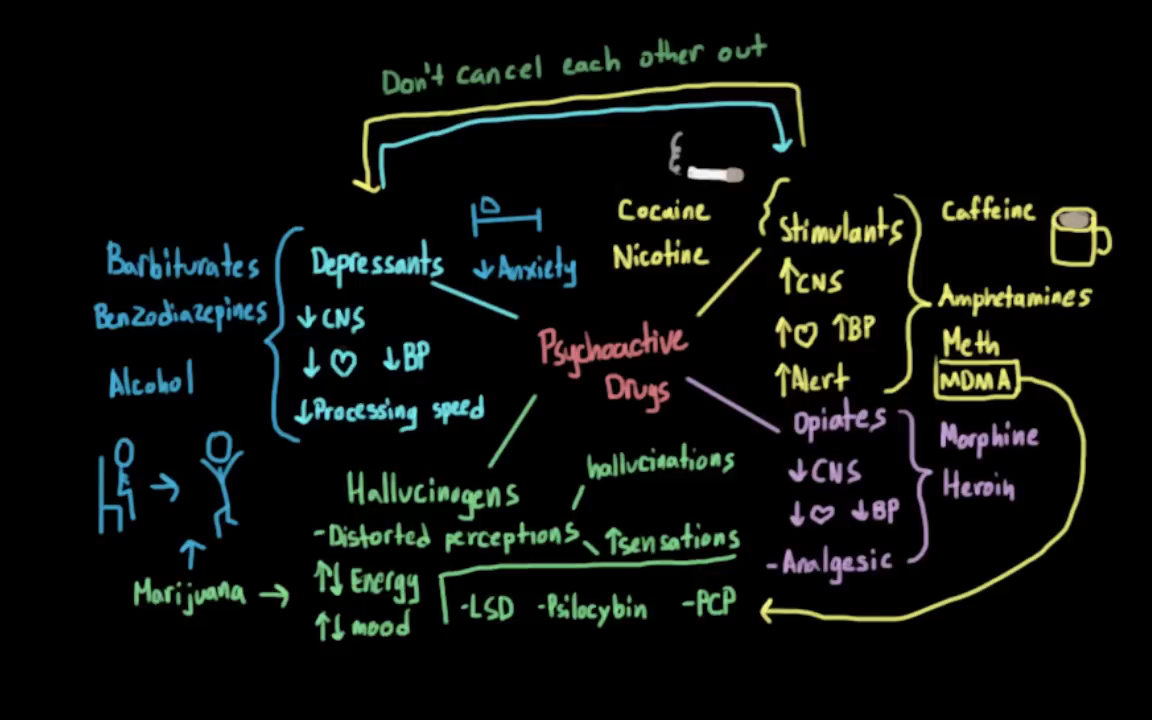 Don't cancel each other out
Barbiturates
Benzodiazepines
Alcohol
Depressants
↓CNS
↓♡ ↓BP
↓Processing speed
↓Anxiety
Cocaine
Nicotine
Stimulants
↑CNS
↑♡ ↑BP
↑Alert
Caffeine
Amphetamines
Meth
MDMA
Psychoactive
Drugs
Opiates
↓CNS
↓♡ ↓BP
-Analgesic
Morphine
Heroin
Hallucinogens
-Distorted perceptions
hallucinations
↑sensations
↑↓ Energy
↑↓ mood
Marijuana →
-LSD -Psilocybin -PCP